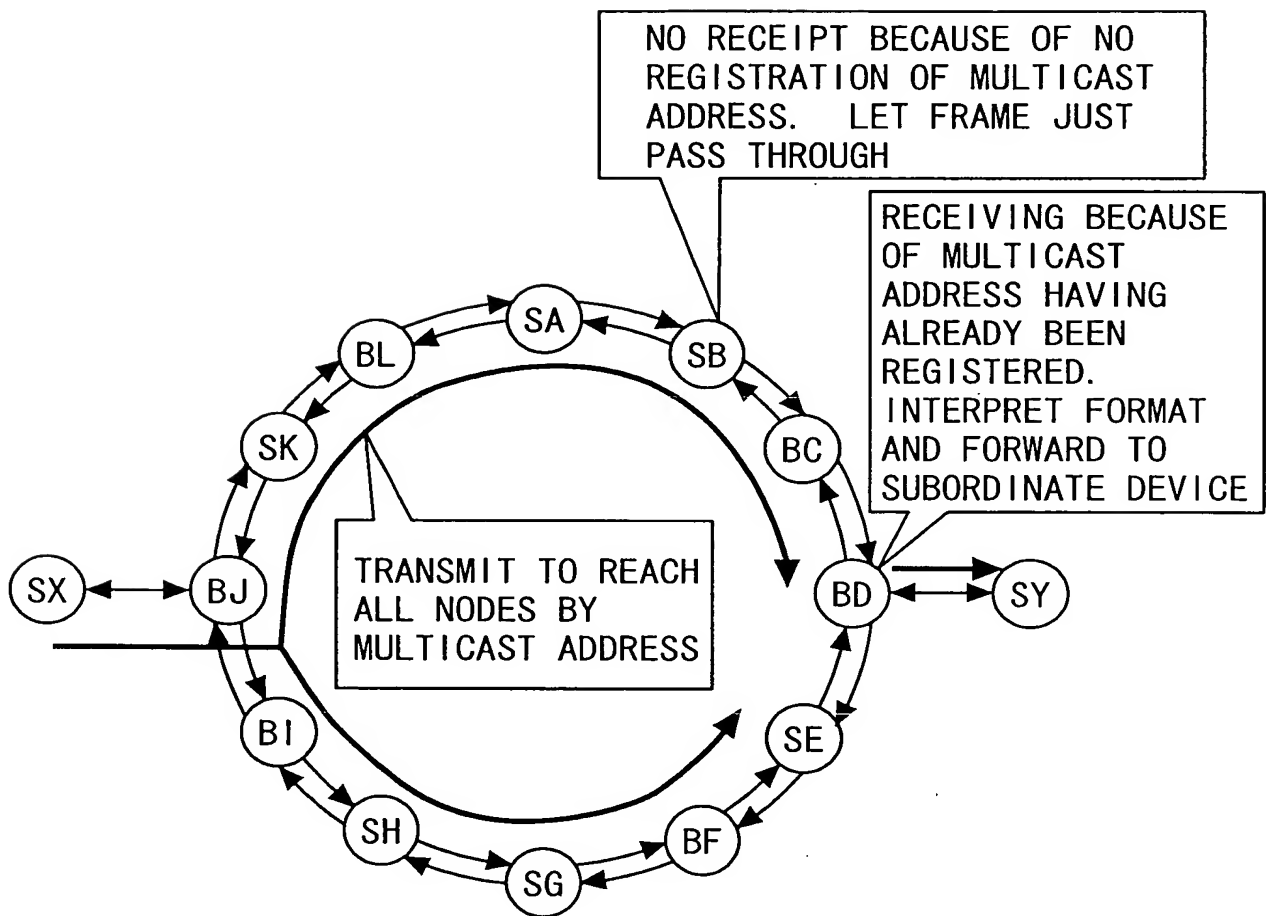 NO RECEIPT BECAUSE OF NO
REGISTRATION OF MULTICAST
ADDRESS. LET FRAME JUST
PASS THROUGH
RECEIVING BECAUSE
OF MULTICAST
ADDRESS HAVING
ALREADY BEEN
REGISTERED.
INTERPRET FORMAT
AND FORWARD TO
SUBORDINATE DEVICE
SA
BL
SB
SK
BC
TRANSMIT TO REACH
ALL NODES BY
MULTICAST ADDRESS
SX
BJ
BD
SY
BI
SE
SH
BF
SG